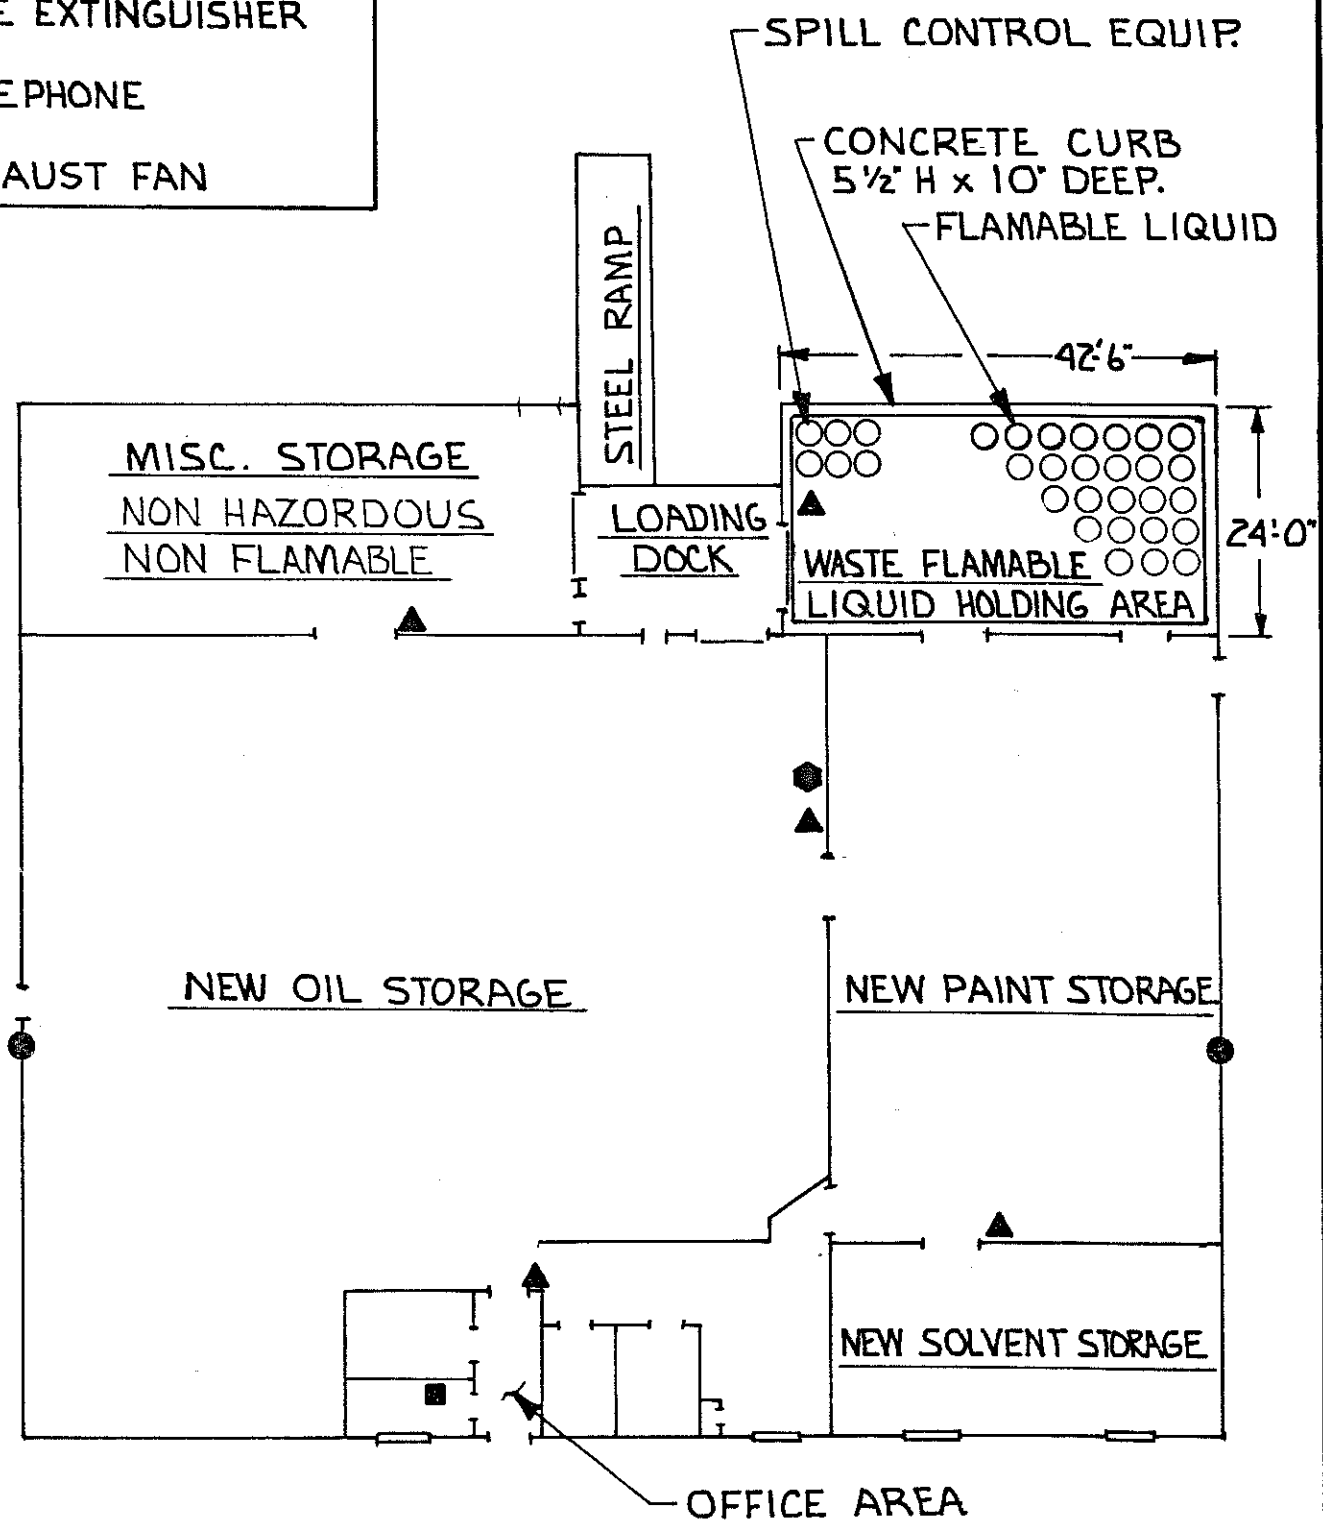 E EXTINGUISHER
EPHONE
AUST FAN
SPILL CONTROL EQUIP.
CONCRETE CURB
5 ½" H x 10" DEEP.
FLAMABLE LIQUID
STEEL RAMP
42'-6"
24'-0"
MISC. STORAGE
NON HAZORDOUS
NON FLAMABLE
LOADING
DOCK
WASTE FLAMABLE
LIQUID HOLDING AREA
NEW OIL STORAGE
NEW PAINT STORAGE
NEW SOLVENT STORAGE
OFFICE AREA